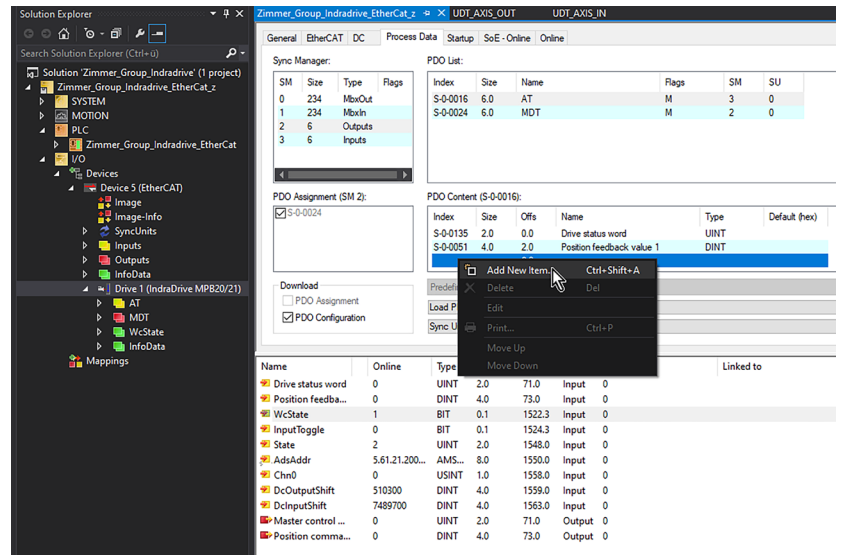 Solution Explorer
Search Solution Explorer (Ctrl+ü)
Solution 'Zimmer_Group_Indradrive' (1 project)
Zimmer_Group_Indradrive_EtherCat_z
SYSTEM
MOTION
PLC
Zimmer_Group_Indradrive_EtherCat
I/O
Devices
Device 5 (EtherCAT)
Image
Image-Info
SyncUnits
Inputs
Outputs
InfoData
Drive 1 (IndraDrive MPB20/21)
AT
MDT
WcState
InfoData
Mappings
Zimmer_Group_Indradrive_EtherCat_z UDT_AXIS_OUT UDT_AXIS_IN
General EtherCAT DC Process Data Startup SoE - Online Online
Sync Manager:
SM Size Type Flags
0 234 MbxOut
1 234 MbxIn
2 6 Outputs
3 6 Inputs
PDO List:
Index Size Name Flags SM SU
S-0-0016 6.0 AT M 3 0
S-0-0024 6.0 MDT M 2 0
PDO Assignment (SM 2):
S-0-0024
PDO Content (S-0-0016):
Index Size Offs Name Type Default (hex)
S-0-0135 2.0 0.0 Drive status word UINT
S-0-0051 4.0 2.0 Position feedback value 1 DINT
Download
PDO Assignment
PDO Configuration
Predefi
Load P
Sync U
Add New Item... Ctrl+Shift+A
Delete Del
Edit
Print... Ctrl+P
Move Up
Move Down
Name Online Type Linked to
Drive status word 0 UINT 2.0 71.0 Input 0
Position feedba... 0 DINT 4.0 73.0 Input 0
WcState 1 BIT 0.1 1522.3 Input 0
InputToggle 0 BIT 0.1 1524.3 Input 0
State 2 UINT 2.0 1548.0 Input 0
AdsAddr 5.61.21.200... AMS... 8.0 1550.0 Input 0
Chn0 0 USINT 1.0 1558.0 Input 0
DcOutputShift 510300 DINT 4.0 1559.0 Input 0
DcInputShift 7489700 DINT 4.0 1563.0 Input 0
Master control ... 0 UINT 2.0 71.0 Output 0
Position comma... 0 DINT 4.0 73.0 Output 0